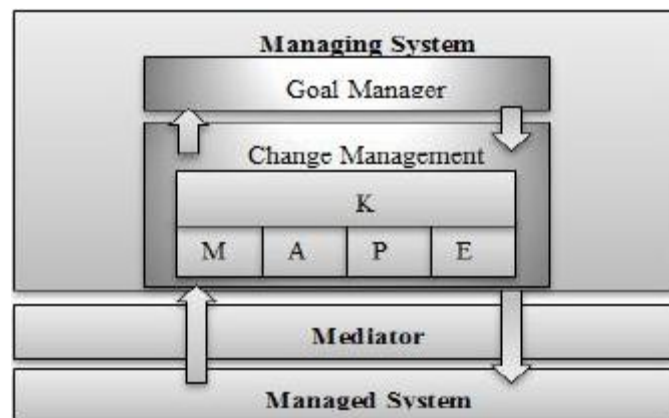 Managing System
Goal Manager
Change Management
K
M A P E
Mediator
Managed System